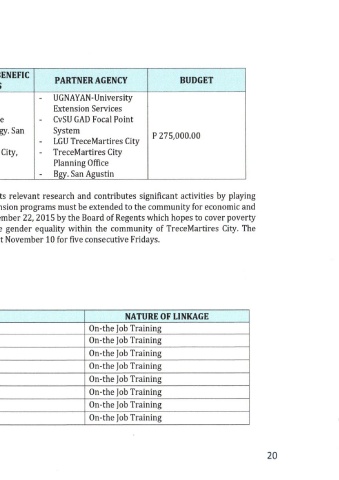 BENEFIC
S
PARTNER AGENCY
BUDGET
e
gy. San
City,
- UGNAYAN-University
Extension Services
- CvSU GAD Focal Point
System
- LGU TreceMartires City
- TreceMartires City
Planning Office
- Bgy. San Agustin
P 275,000.00
ts relevant research and contributes significant activities by playing
nsion programs must be extended to the community for economic and
ember 22, 2015 by the Board of Regents which hopes to cover poverty
e gender equality within the community of TreceMartires City. The
t November 10 for five consecutive Fridays.
NATURE OF LINKAGE
On-the Job Training
On-the Job Training
On-the Job Training
On-the Job Training
On-the Job Training
On-the Job Training
On-the Job Training
On-the Job Training
20